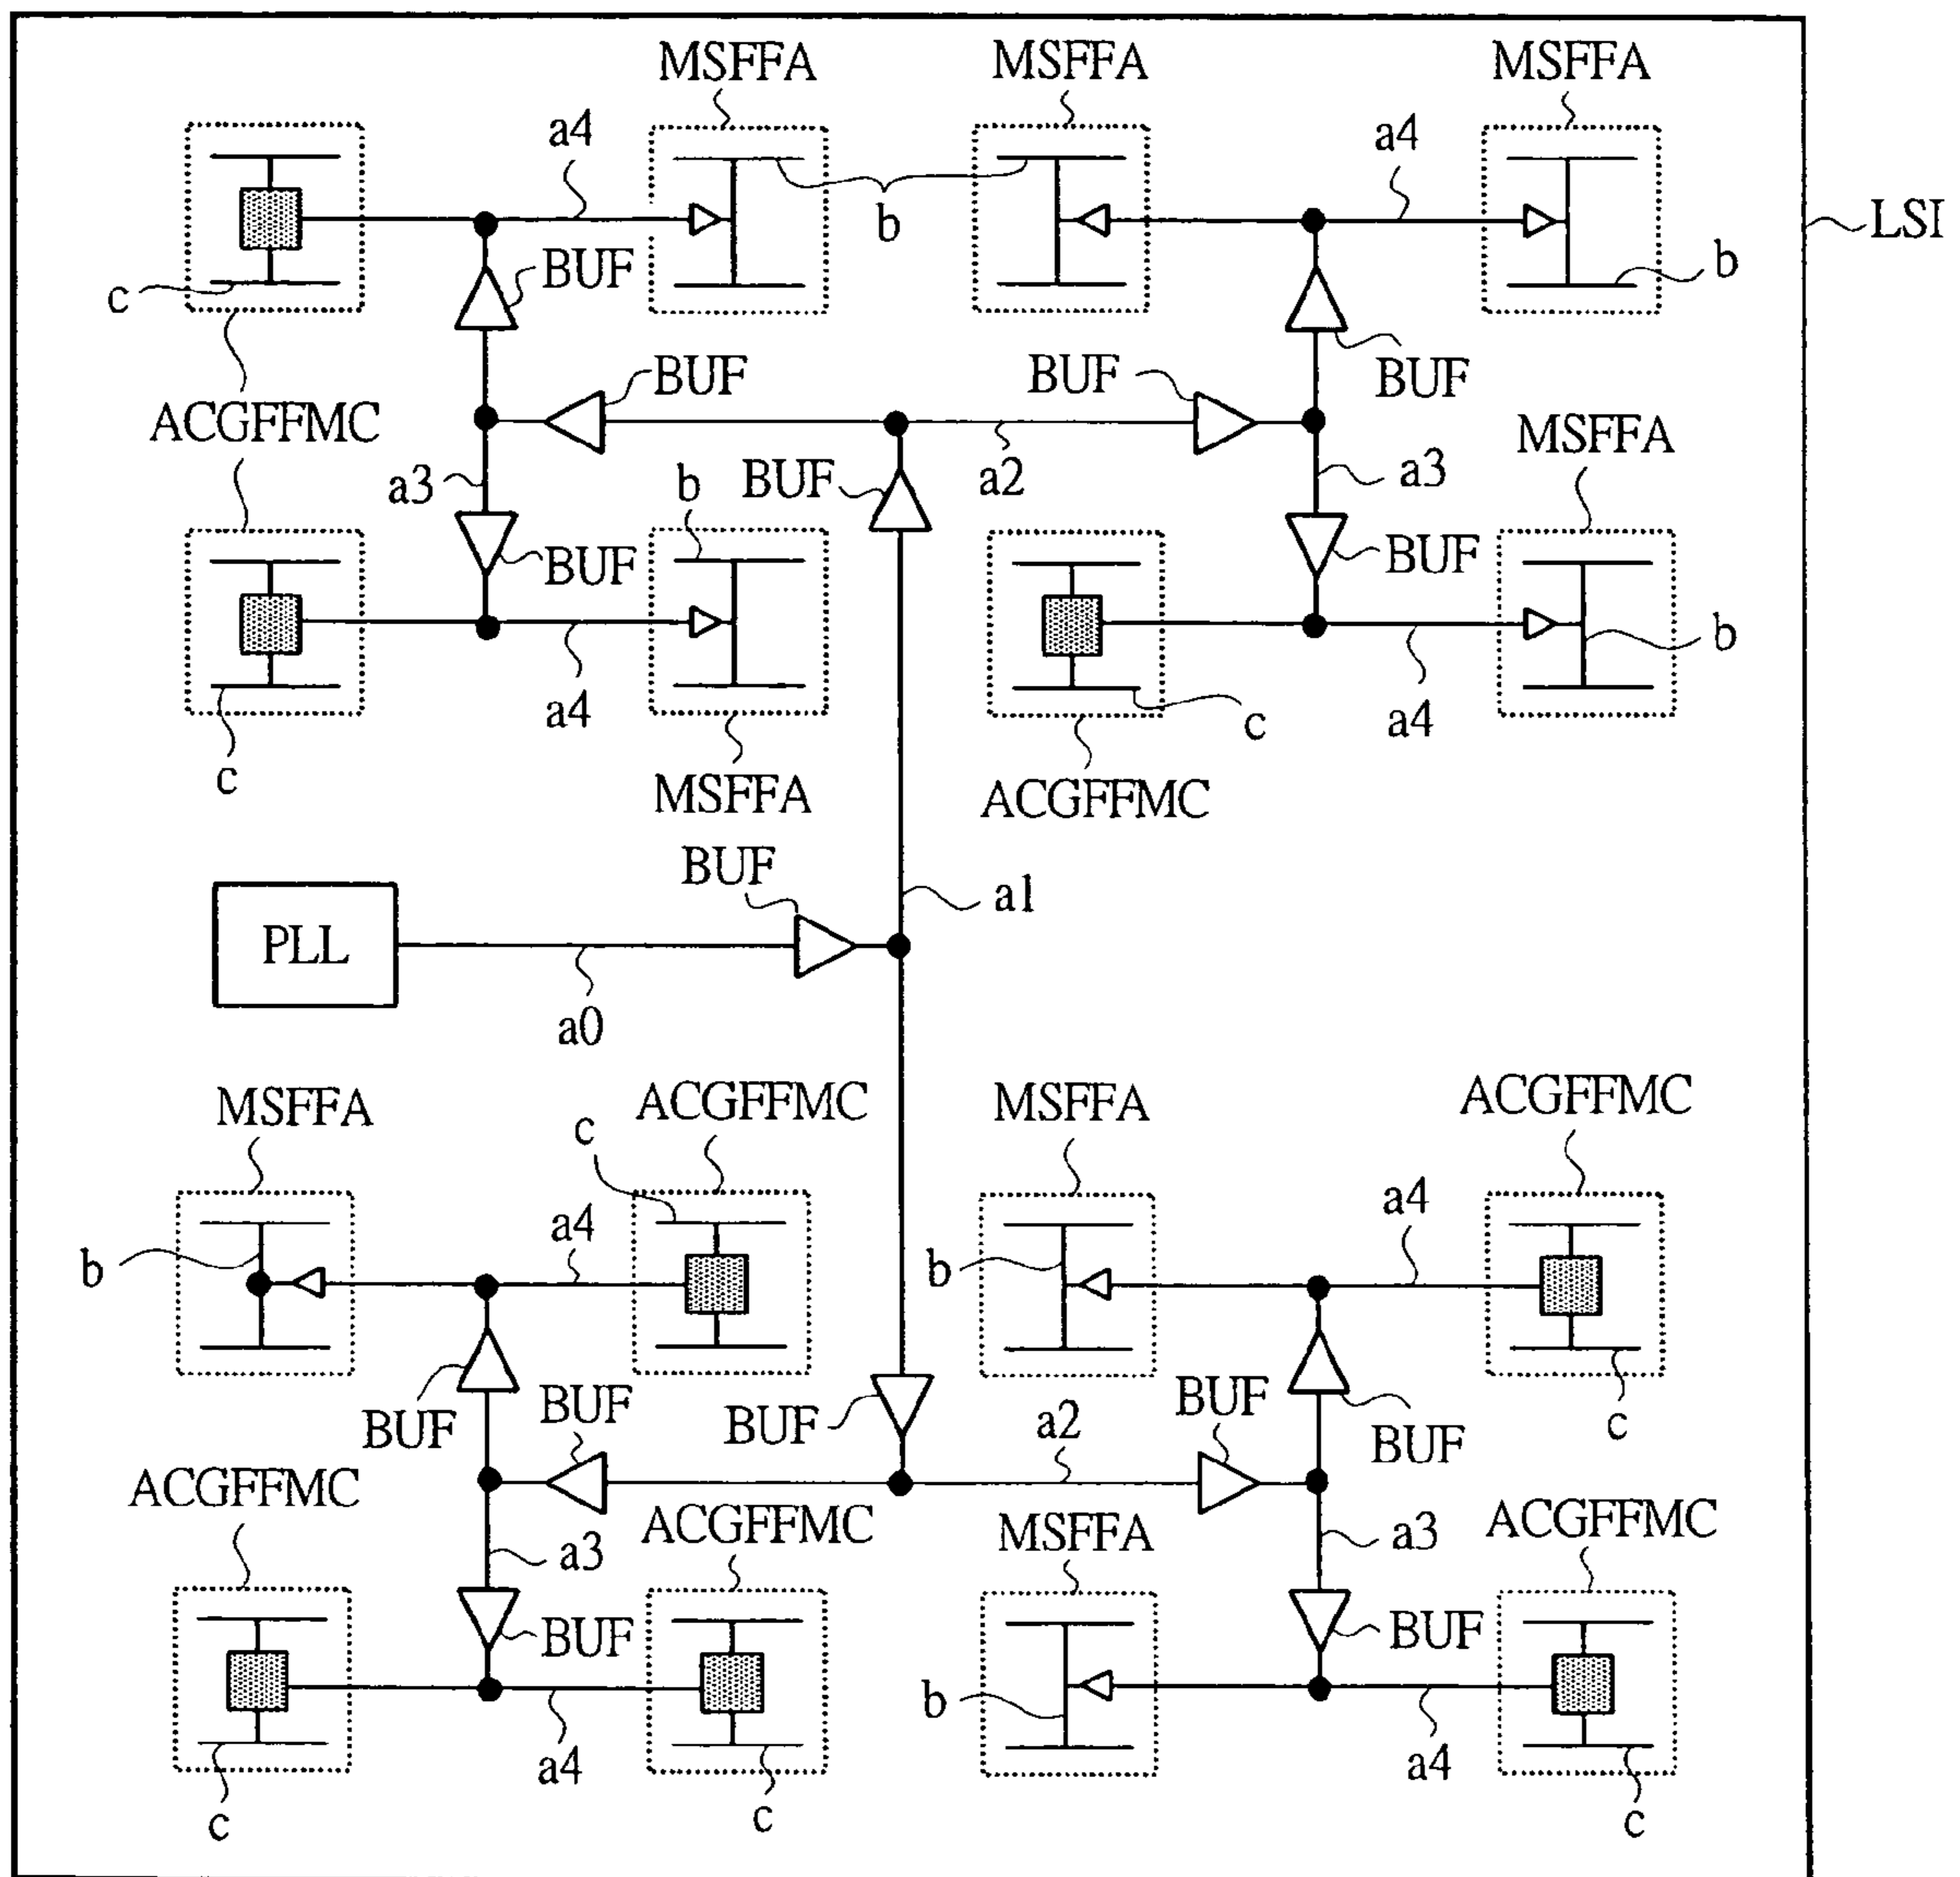 MSFFA MSFFA MSFFA
a4 a4
LSI
b
BUF b
c
BUF BUF BUF
ACGFFMC MSFFA
a3 b BUF a2 a3
BUF BUF
b
a4 c a4
c MSFFA ACGFFMC
BUF
a1
PLL
a0
MSFFA c ACGFFMC MSFFA ACGFFMC
a4 a4
b b
BUF BUF BUF a2 BUF BUF c
ACGFFMC ACGFFMC MSFFA ACGFFMC
a3 a3
BUF BUF
b
a4 a4
c c c